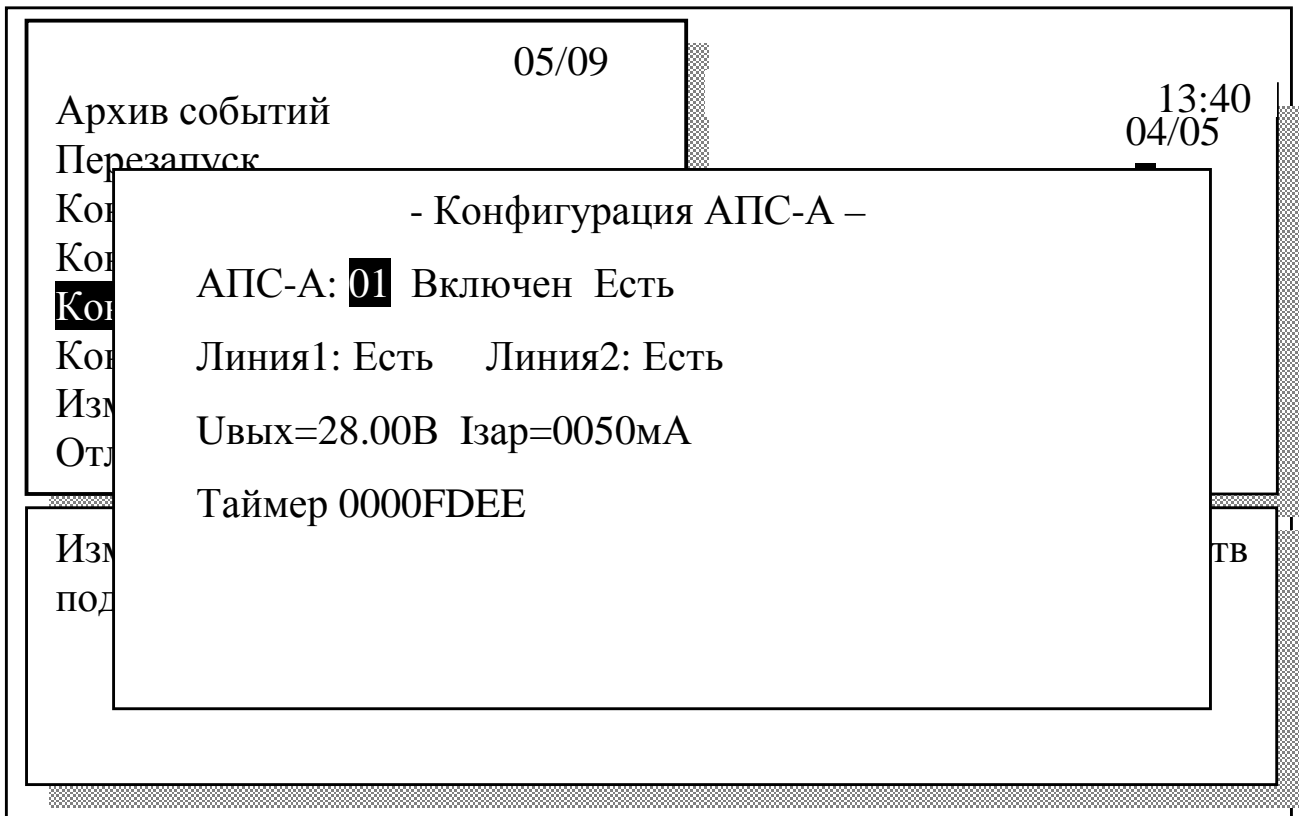 05/09
Архив событий
13:40
04/05
Перезапуск
- Конфигурация АПС-А –
АПС-А: 01 Включен Есть
Линия1: Есть Линия2: Есть
Uвых=28.00В Iзар=0050мА
Таймер 0000FDEE